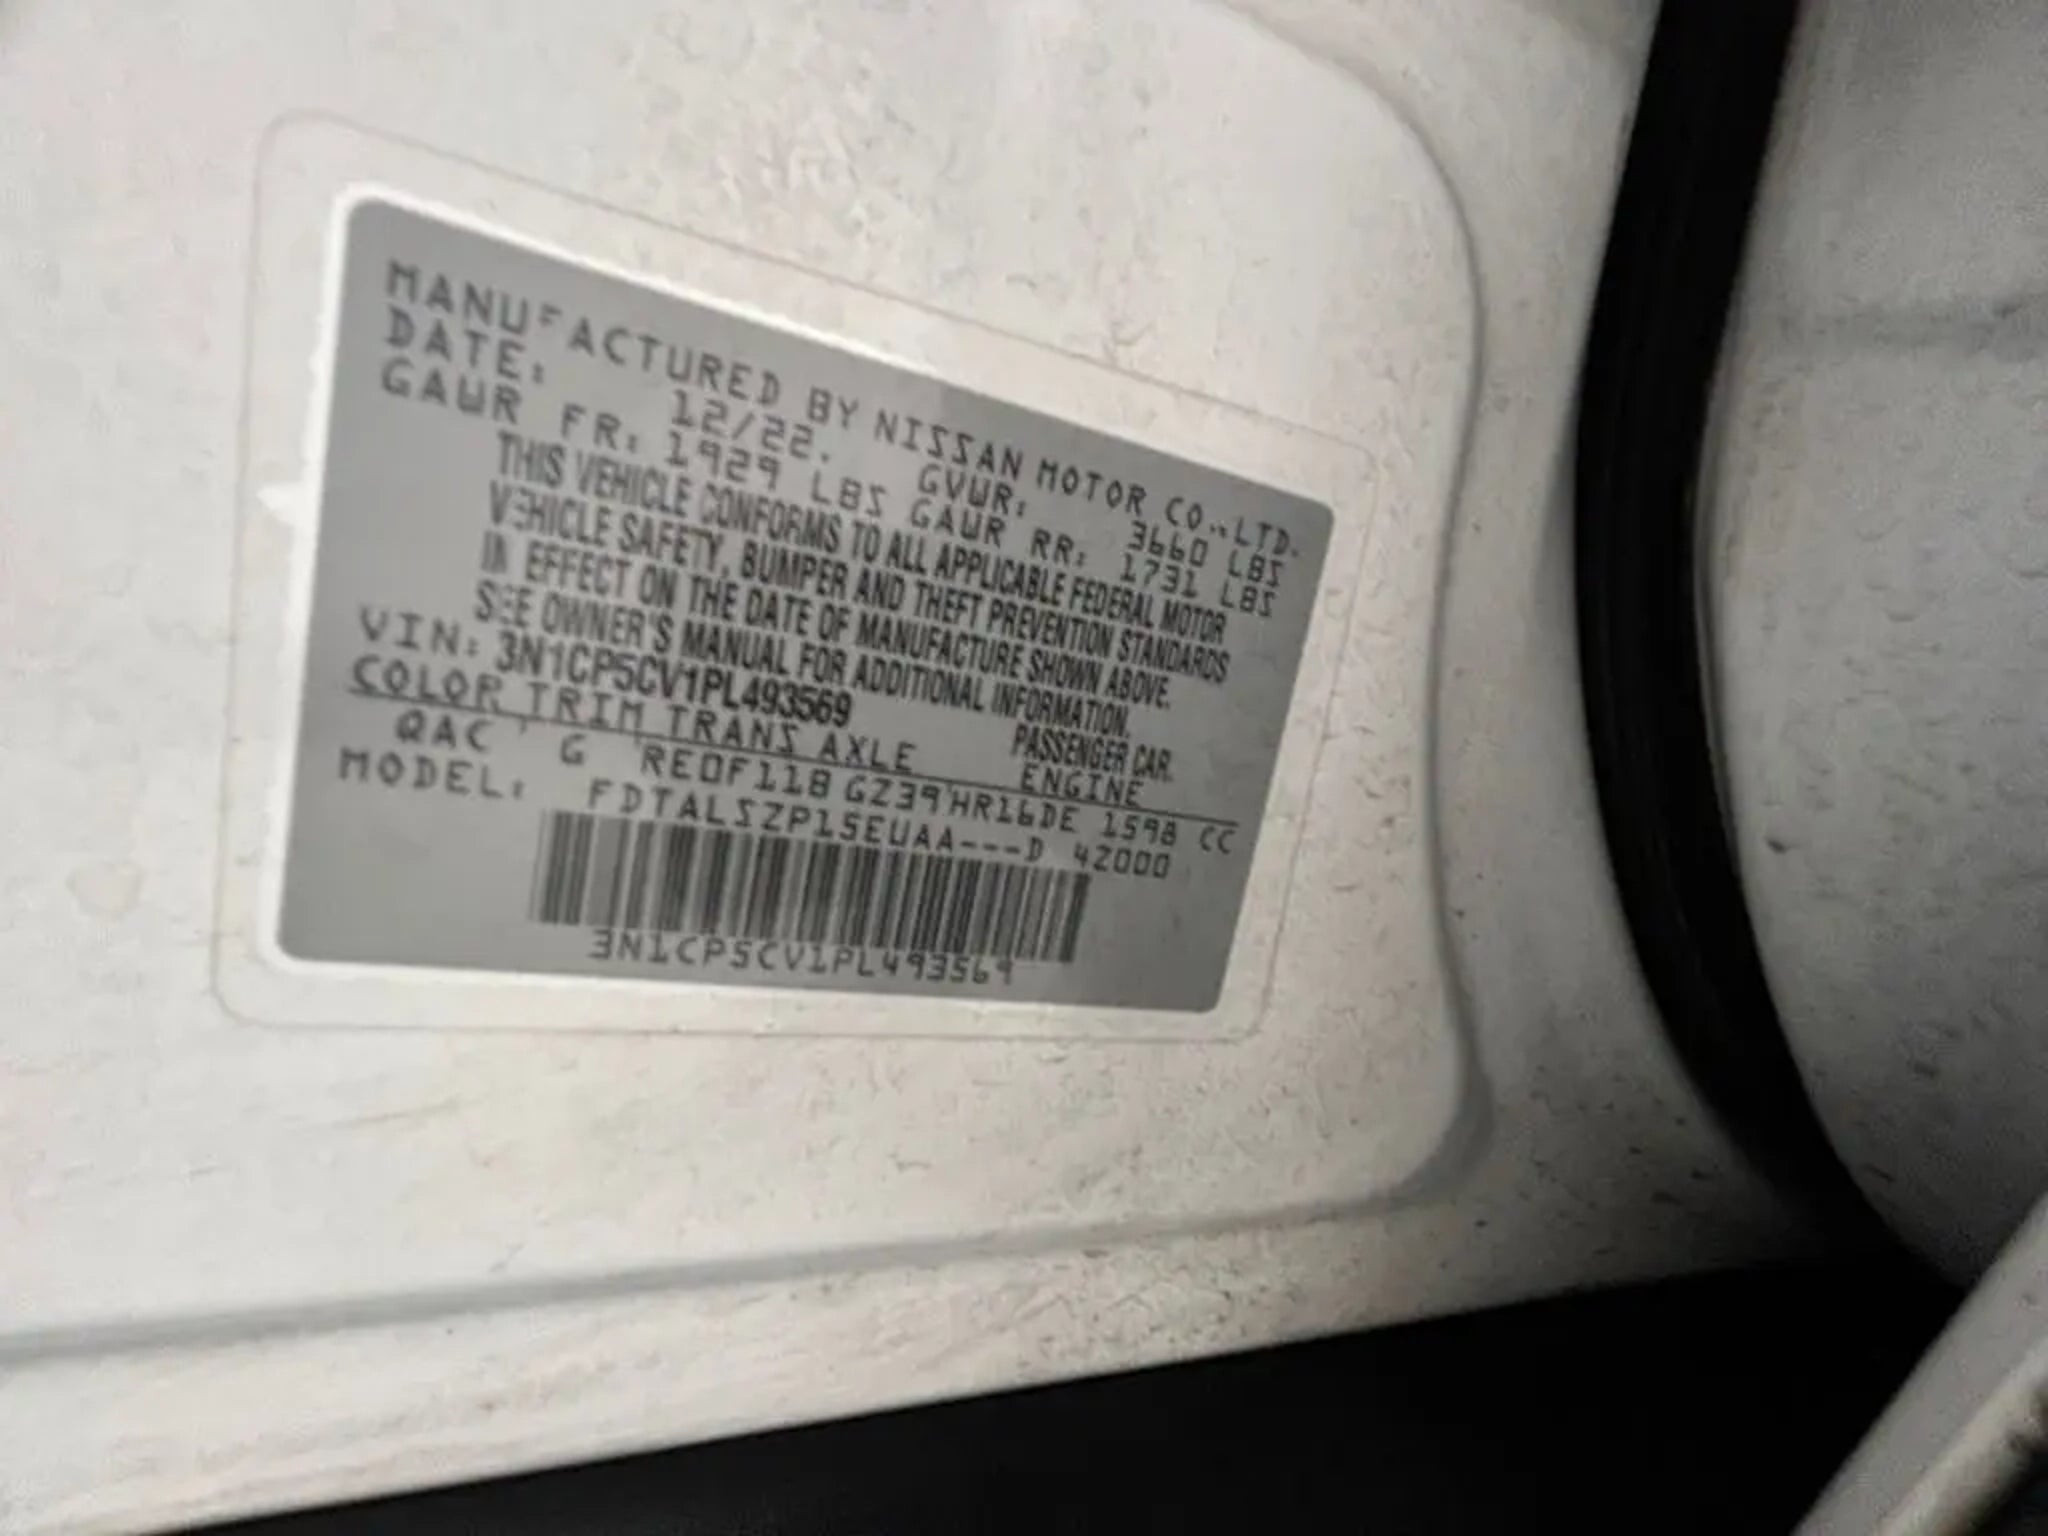 MANUFACTURED BY NISSAN MOTOR CO.,LTD.
DATE: 12/22. GVWR: 3660 LBS
GAWR FR: 1929 LBS GAWR RR: 1731 LBS
THIS VEHICLE CONFORMS TO ALL APPLICABLE FEDERAL MOTOR
VEHICLE SAFETY, BUMPER AND THEFT PREVENTION STANDARDS
IN EFFECT ON THE DATE OF MANUFACTURE SHOWN ABOVE.
SEE OWNER'S MANUAL FOR ADDITIONAL INFORMATION.
VIN: 3N1CP5CV1PL493569 PASSENGER CAR.
COLOR TRIM TRANS AXLE ENGINE
QAC G RE0F11B GZ39 HR16DE 1598 CC
MODEL: FDTALSZP15EUAA---D 42000
3N1CP5CV1PL493569